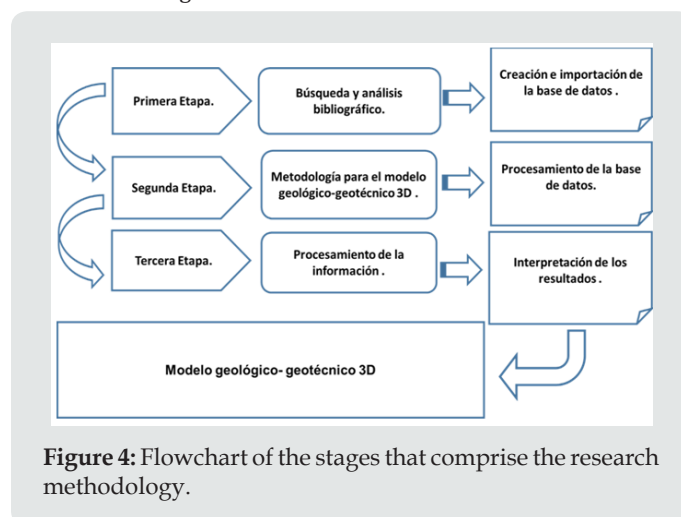 Primera Etapa.
Búsqueda y análisis
bibliográfico.
Creación e importación de
la base de datos .
Segunda Etapa.
Metodología para el modelo
geológico-geotécnico 3D .
Procesamiento de la base
de datos.
Tercera Etapa.
Procesamiento de la
información .
Interpretación de los
resultados .
Modelo geológico- geotécnico 3D
Figure 4: Flowchart of the stages that comprise the research
methodology.